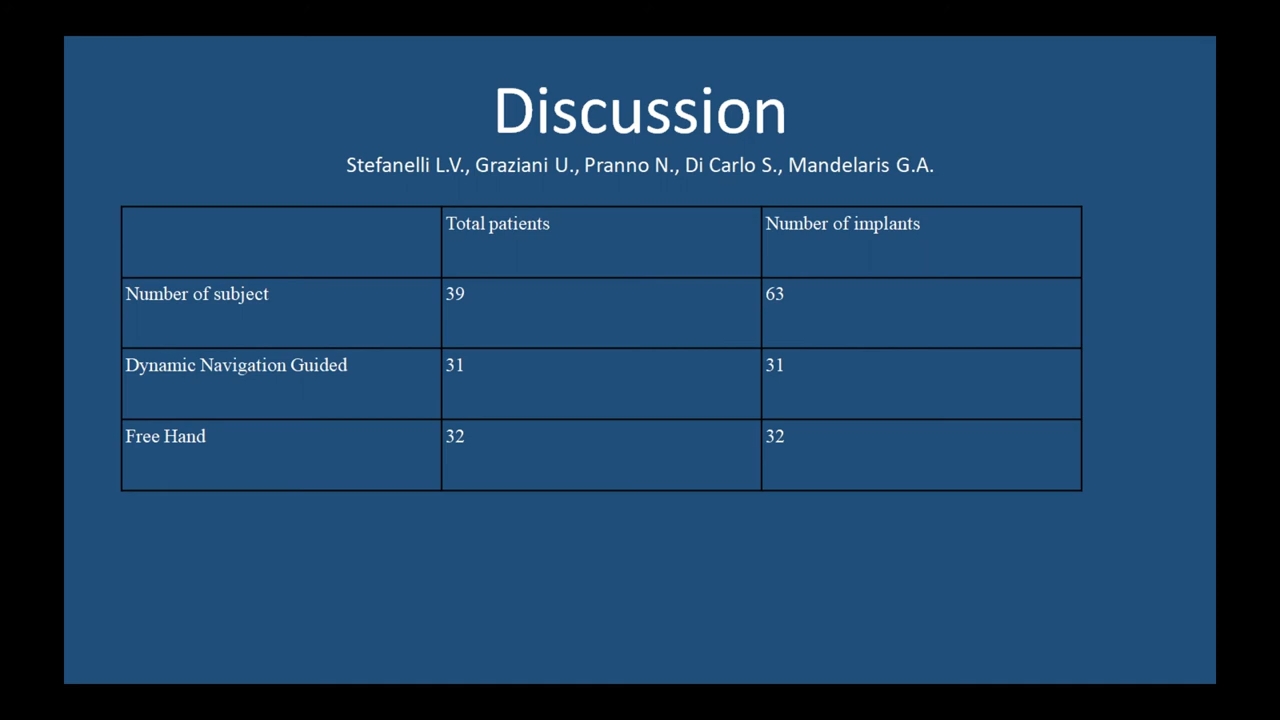 Discussion
Stefanelli L.V., Graziani U., Pranno N., Di Carlo S., Mandelaris G.A.
Total patients Number of implants
Number of subject 39 63
Dynamic Navigation Guided 31 31
Free Hand 32 32